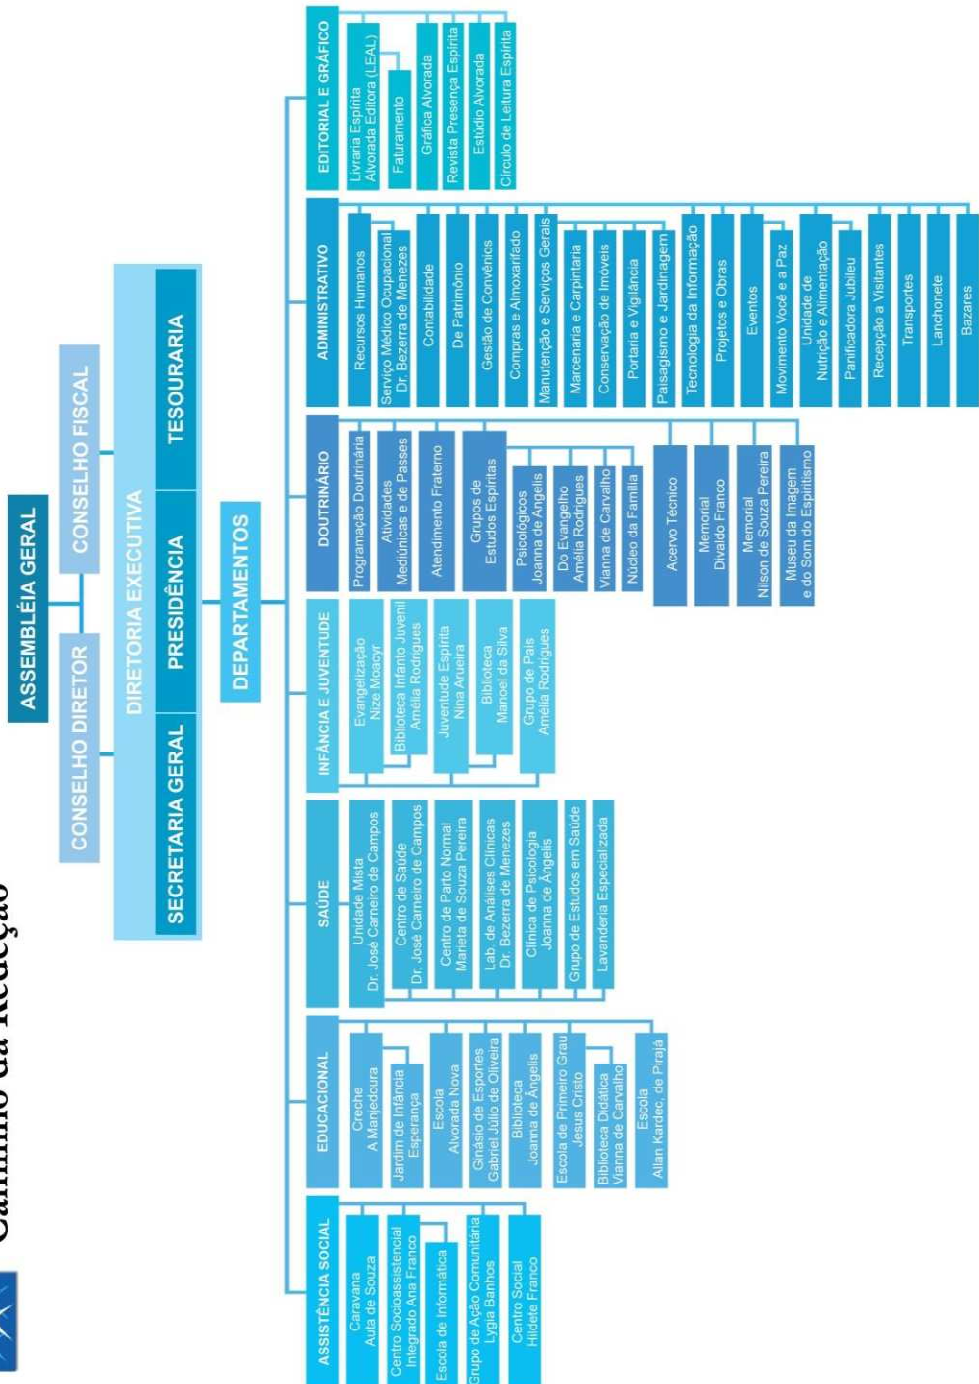 Caminho da Redeção
ASSEMBLÉIA GERAL
CONSELHO DIRETOR
CONSELHO FISCAL
DIRETORIA EXECUTIVA
SECRETARIA GERAL
PRESIDÊNCIA
TESOURARIA
DEPARTAMENTOS
ASSISTÊNCIA SOCIAL
Caravana
Auta de Souza
Centro Socioassistencial
Integrado Ana Franco
Escola de Informática
Grupo de Ação Comunitária
Lygia Banhos
Centro Social
Hildete Franco
EDUCACIONAL
Creche
A Manjedoura
Jardim de Infância
Esperança
Escola
Alvorada Nova
Ginásio de Esportes
Gabriel Júlio de Oliveira
Biblioteca
Joanna de Ângelis
Escola de Primeiro Grau
Jesus Cristo
Biblioteca Didática
Vianna de Carvalho
Escola
Allan Kardec, de Pirajá
SAÚDE
Unidade Mista
Dr. José Carneiro de Campos
Centro de Saúde
Dr. José Carneiro de Campos
Centro de Parto Normal
Marieta de Souza Pereira
Lab. de Análises Clínicas
Dr. Bezerra de Menezes
Clínica de Psicologia
Joanna de Ângelis
Grupo de Estudos em Saúde
Lavanderia Especializada
INFÂNCIA E JUVENTUDE
Evangelização
Nize Moacyr
Biblioteca Infanto Juvenil
Amélia Rodrigues
Juventude Espírita
Nina Arueira
Biblioteca
Manoel da Silva
Grupo de Pais
Amélia Rodrigues
DOUTRINÁRIO
Programação Doutrinária
Atividades
Mediúnicas e de Passes
Atendimento Fraterno
Grupos de
Estudos Espíritas
Psicológicos
Joanna de Ângelis
Do Evangelho
Amélia Rodrigues
Vianna de Carvalho
Núcleo da Família
Acervo Técnico
Memorial
Divaldo Franco
Memorial
Nilson de Souza Pereira
Museu da Imagem
e do Som do Espiritismo
ADMINISTRATIVO
Recursos Humanos
Serviço Médico Ocupacional
Dr. Bezerra de Menezes
Contabilidade
De Patrimônio
Gestão de Convênios
Compras e Almoxarifado
Manutenção e Serviços Gerais
Marcenaria e Carpintaria
Conservação de Imóveis
Portaria e Vigilância
Paisagismo e Jardinagem
Tecnologia da Informação
Projetos e Obras
Eventos
Movimento Você e a Paz
Unidade de
Nutrição e Alimentação
Panificadora Jubileu
Recepção a Visitantes
Transportes
Lanchonete
Bazares
EDITORIAL E GRÁFICO
Livraria Espírita
Alvorada Editora (LEAL)
Faturamento
Gráfica Alvorada
Revista Presença Espírita
Estúdio Alvorada
Círculo de Leitura Espírita